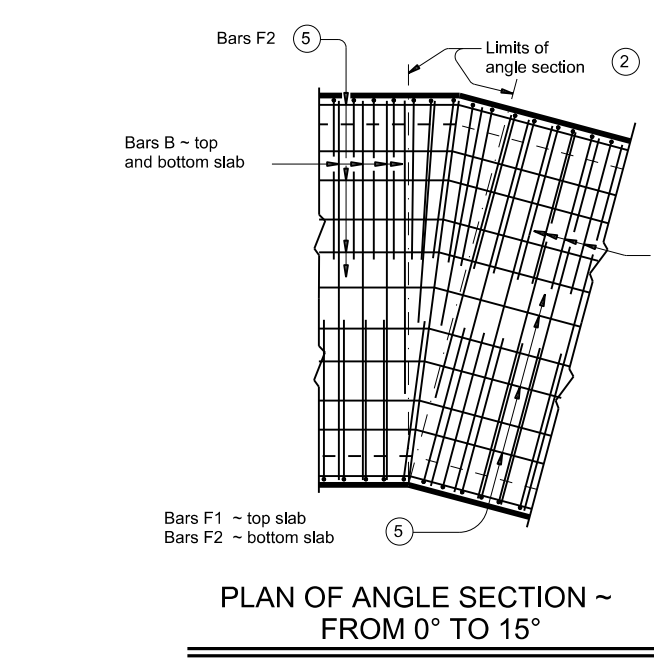 Bars F2 5
Limits of
angle section 2
Bars B ~ top
and bottom slab
Bars F1 ~ top slab
Bars F2 ~ bottom slab
5
PLAN OF ANGLE SECTION ~
FROM 0° TO 15°